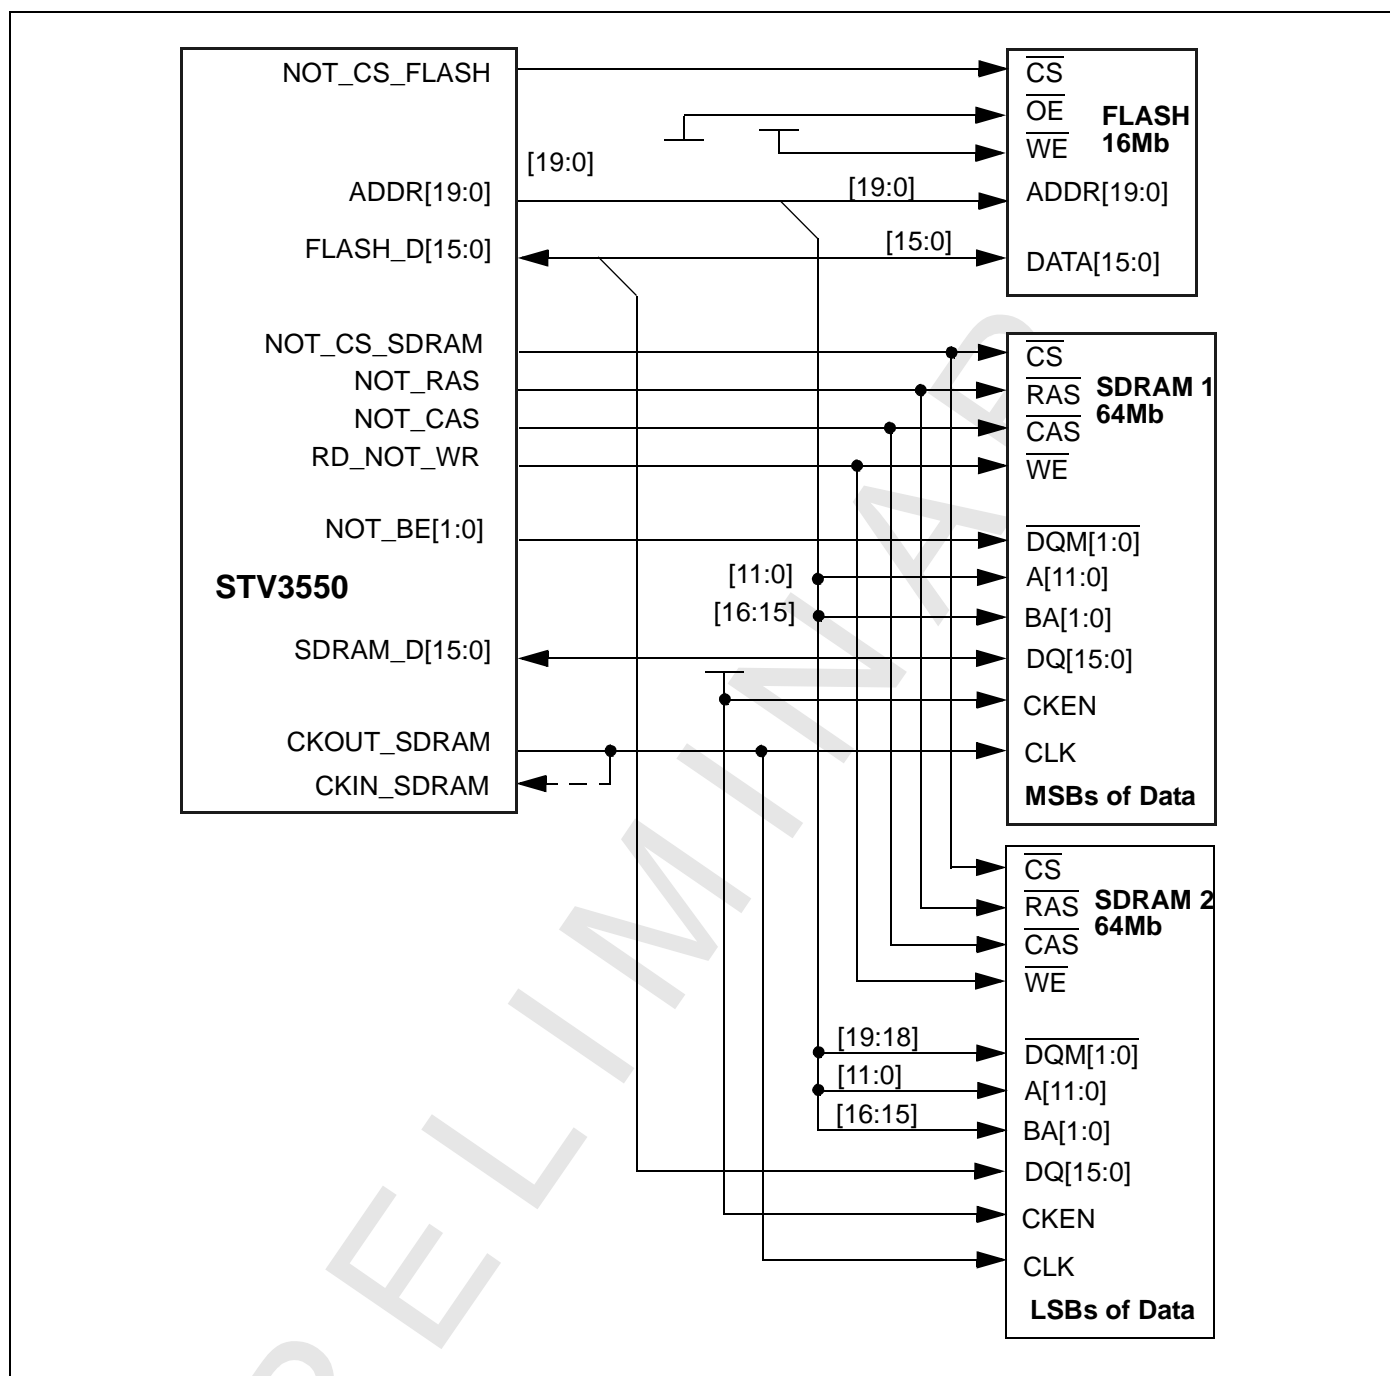 NOT_CS_FLASH
ADDR[19:0]
FLASH_D[15:0]
NOT_CS_SDRAM
NOT_RAS
NOT_CAS
RD_NOT_WR
NOT_BE[1:0]
STV3550
SDRAM_D[15:0]
CKOUT_SDRAM
CKIN_SDRAM
[19:0]
[19:0]
[15:0]
[11:0]
[16:15]
[19:18]
[11:0]
[16:15]
CS
OE
WE
FLASH
16Mb
ADDR[19:0]
DATA[15:0]
CS
RAS
CAS
WE
SDRAM 1
64Mb
DQM[1:0]
A[11:0]
BA[1:0]
DQ[15:0]
CKEN
CLK
MSBs of Data
CS
RAS
CAS
WE
SDRAM 2
64Mb
DQM[1:0]
A[11:0]
BA[1:0]
DQ[15:0]
CKEN
CLK
LSBs of Data